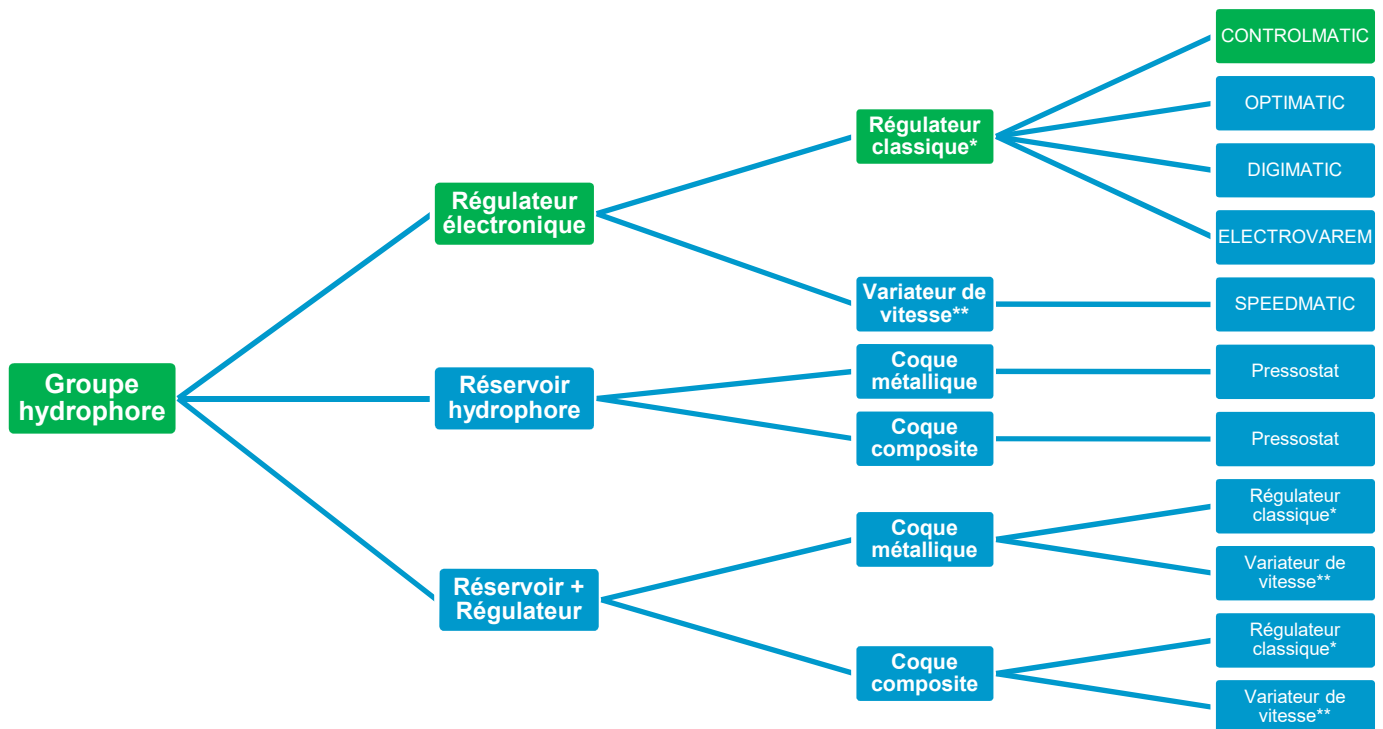 Groupe
hydrophore
Régulateur
électronique
Régulateur
classique*
CONTROLMATIC
OPTIMATIC
DIGIMATIC
ELECTROVAREM
Variateur de
vitesse**
SPEEDMATIC
Réservoir
hydrophore
Coque
métallique
Pressostat
Coque
composite
Pressostat
Réservoir +
Régulateur
Coque
métallique
Régulateur
classique*
Variateur de
vitesse**
Coque
composite
Régulateur
classique*
Variateur de
vitesse**